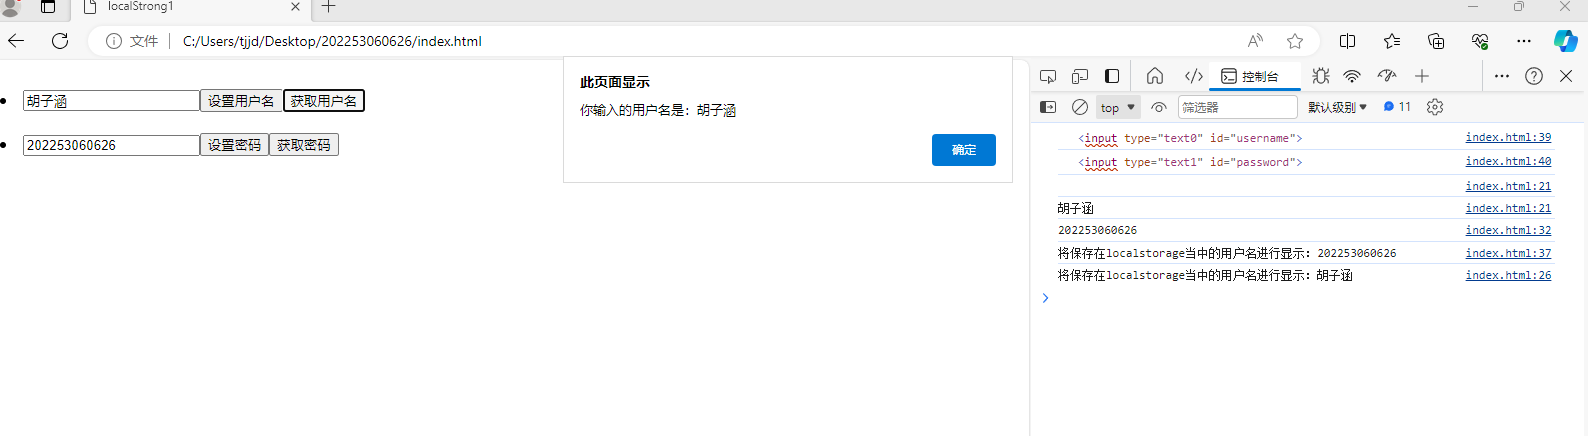 localStrong1
文件 C:/Users/tjjd/Desktop/202253060626/index.html
胡子涵 设置用户名 获取用户名
202253060626 设置密码 获取密码
此页面显示
你输入的用户名是：胡子涵
确定
控制台
top 筛选器 默认级别 11
<input type="text0" id="username"> index.html:39
<input type="text1" id="password"> index.html:40
index.html:21
胡子涵 index.html:21
202253060626 index.html:32
将保存在localstorage当中的用户名进行显示：202253060626 index.html:37
将保存在localstorage当中的用户名进行显示：胡子涵 index.html:26